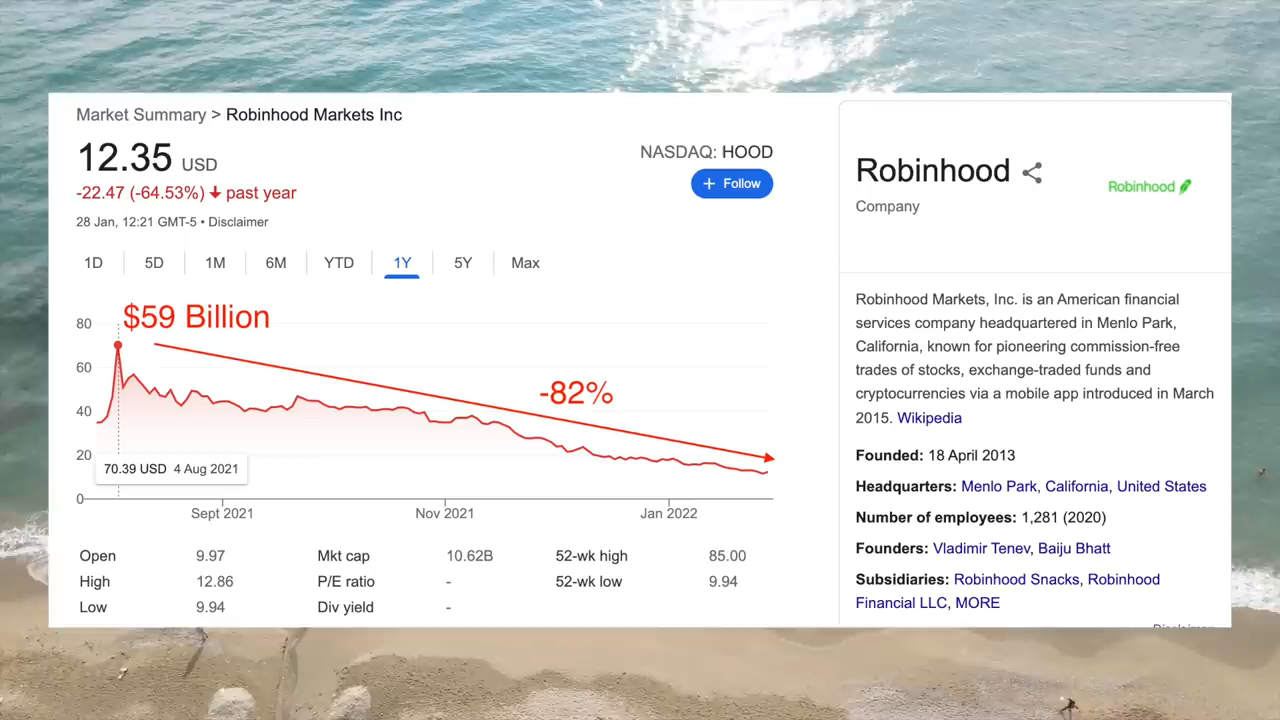 Market Summary > Robinhood Markets Inc
12.35 USD
-22.47 (-64.53%) ↓ past year
28 Jan, 12:21 GMT-5 • Disclaimer
NASDAQ: HOOD
+ Follow
1D 5D 1M 6M YTD 1Y 5Y Max
$59 Billion
-82%
80
60
40
20
0
70.39 USD 4 Aug 2021
Sept 2021 Nov 2021 Jan 2022
Open 9.97 Mkt cap 10.62B 52-wk high 85.00
High 12.86 P/E ratio - 52-wk low 9.94
Low 9.94 Div yield -
Robinhood
Company
Robinhood
Robinhood Markets, Inc. is an American financial
services company headquartered in Menlo Park,
California, known for pioneering commission-free
trades of stocks, exchange-traded funds and
cryptocurrencies via a mobile app introduced in March
2015. Wikipedia
Founded: 18 April 2013
Headquarters: Menlo Park, California, United States
Number of employees: 1,281 (2020)
Founders: Vladimir Tenev, Baiju Bhatt
Subsidiaries: Robinhood Snacks, Robinhood
Financial LLC, MORE